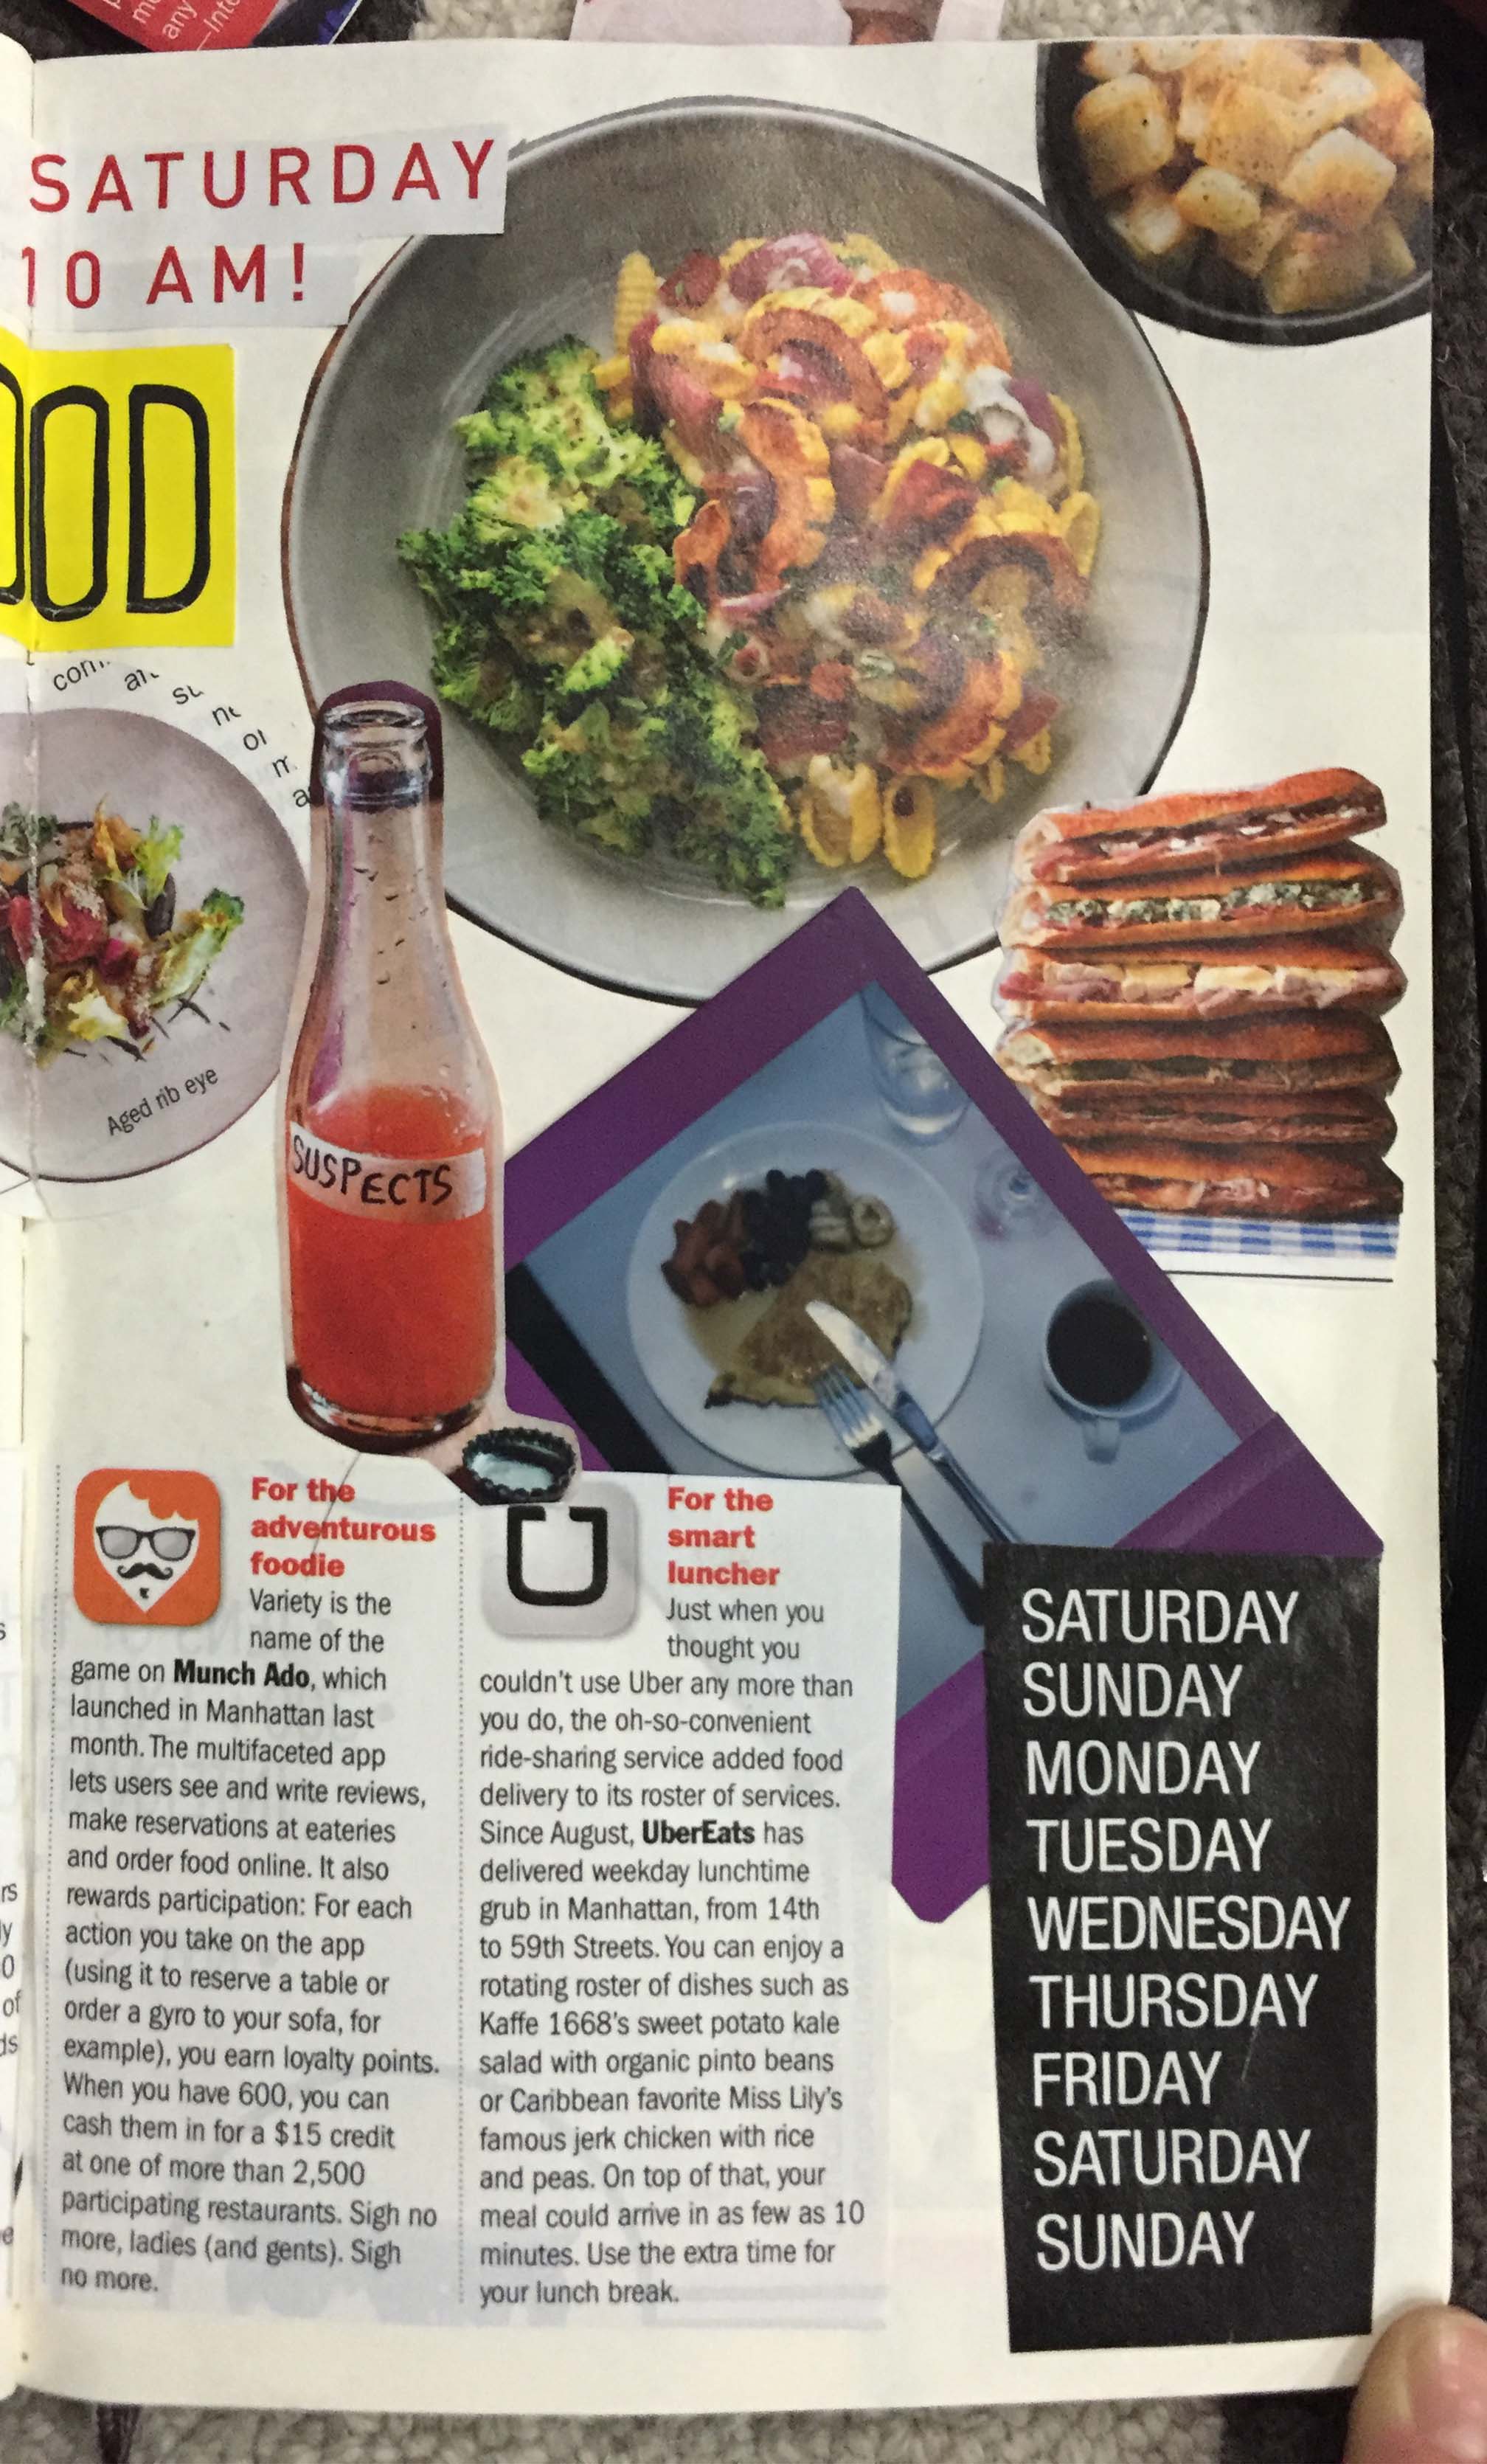 any
SATURDAY
10 AM!
OOD
Aged rib eye
SUSPECTS
For the
adventurous
foodie
Variety is the
name of the
game on Munch Ado, which
launched in Manhattan last
month. The multifaceted app
lets users see and write reviews,
make reservations at eateries
and order food online. It also
rewards participation: For each
action you take on the app
(using it to reserve a table or
order a gyro to your sofa, for
example), you earn loyalty points.
When you have 600, you can
cash them in for a $15 credit
at one of more than 2,500
participating restaurants. Sigh no
more, ladies (and gents). Sigh
no more.
For the
smart
luncher
Just when you
thought you
couldn't use Uber any more than
you do, the oh-so-convenient
ride-sharing service added food
delivery to its roster of services.
Since August, UberEats has
delivered weekday lunchtime
grub in Manhattan, from 14th
to 59th Streets. You can enjoy a
rotating roster of dishes such as
Kaffe 1668's sweet potato kale
salad with organic pinto beans
or Caribbean favorite Miss Lily's
famous jerk chicken with rice
and peas. On top of that, your
meal could arrive in as few as 10
minutes. Use the extra time for
your lunch break.
SATURDAY
SUNDAY
MONDAY
TUESDAY
WEDNESDAY
THURSDAY
FRIDAY
SATURDAY
SUNDAY